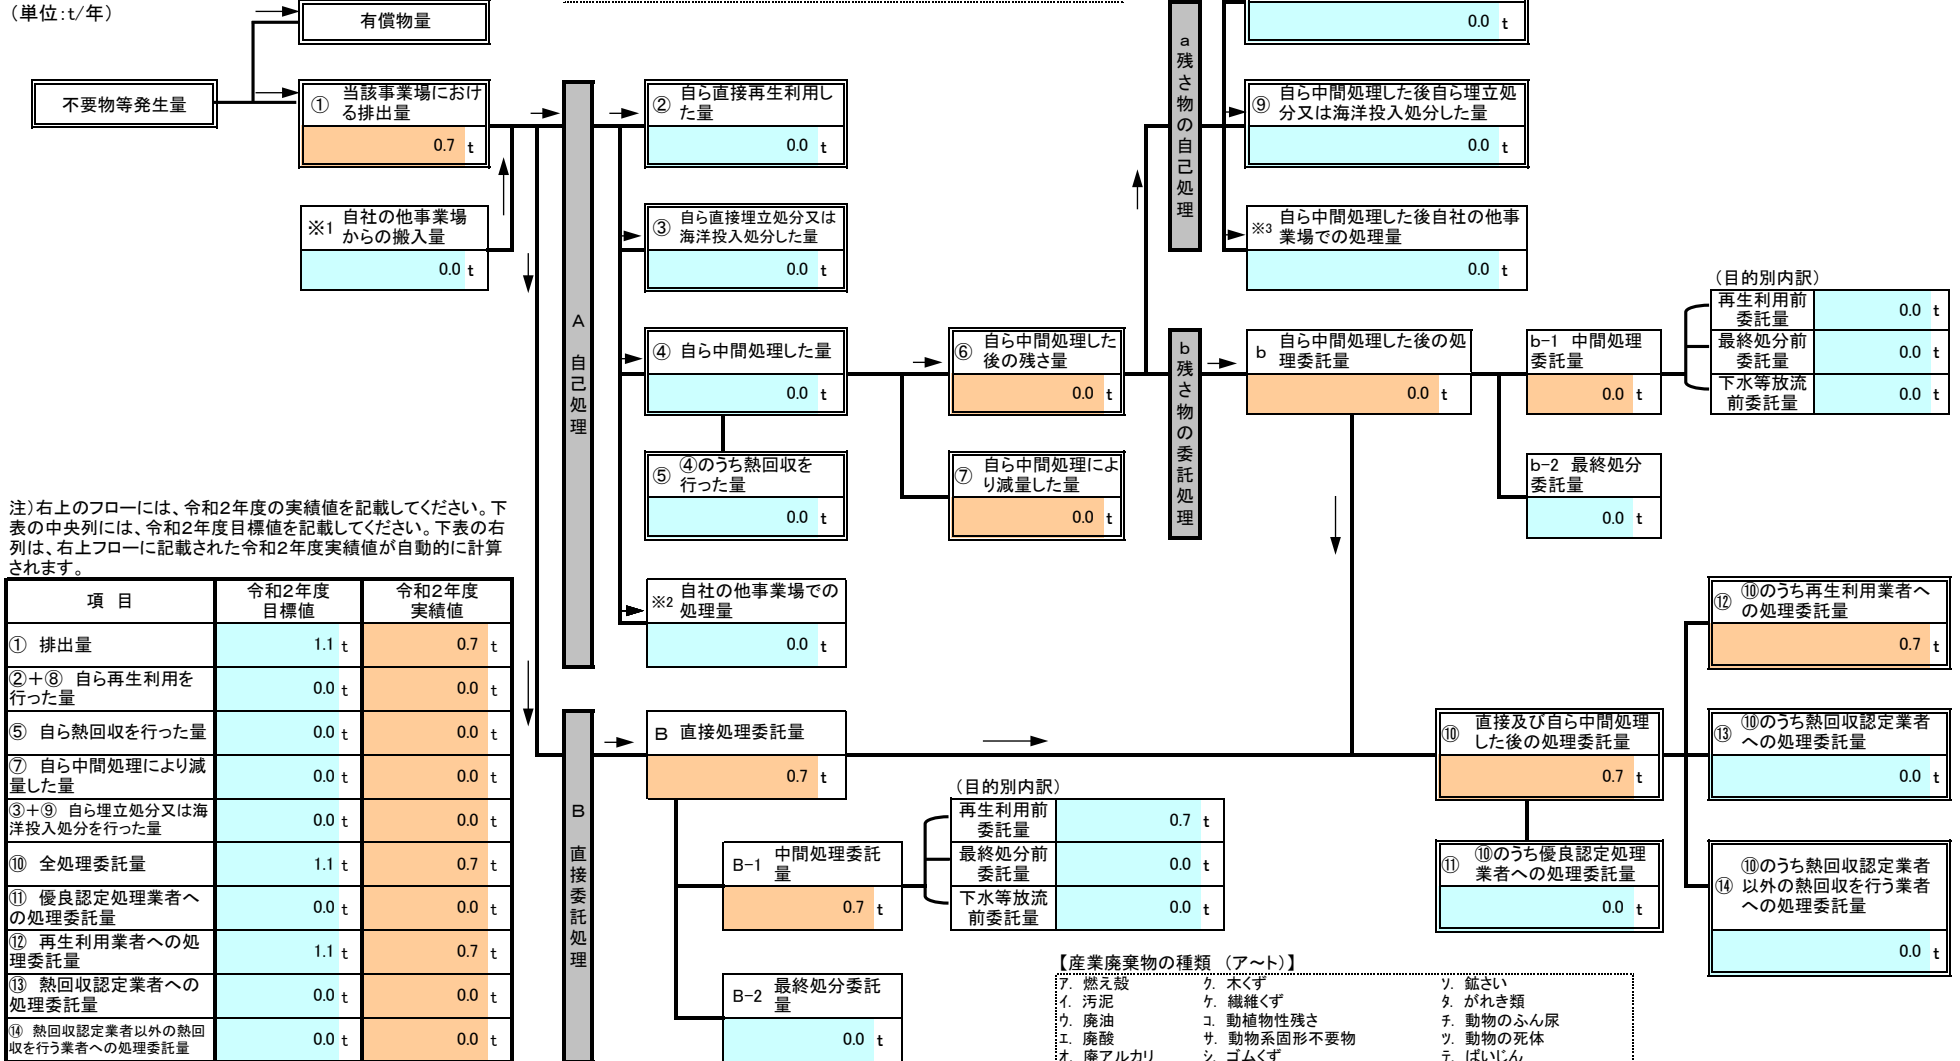 （単位：t/年）
有償物量
不要物等発生量
① 当該事業場におけ
る排出量
0.7 t
※1 自社の他事業場
からの搬入量
0.0 t
A 自己処理
② 自ら直接再生利用し
た量
0.0 t
③ 自ら直接埋立処分又は
海洋投入処分した量
0.0 t
④ 自ら中間処理した量
0.0 t
⑤ ④のうち熱回収を
行った量
0.0 t
※2 自社の他事業場での
処理量
0.0 t
⑥ 自ら中間処理した
後の残さ量
0.0 t
⑦ 自ら中間処理によ
り減量した量
0.0 t
a 残さ物の自己処理
0.0 t
⑨ 自ら中間処理した後自ら埋立処
分又は海洋投入処分した量
0.0 t
※3 自ら中間処理した後自社の他事
業場での処理量
0.0 t
b 残さ物の委託処理
b 自ら中間処理した後の処
理委託量
0.0 t
b-1 中間処理
委託量
0.0 t
b-2 最終処分
委託量
0.0 t
（目的別内訳）
再生利用前
委託量 0.0 t
最終処分前
委託量 0.0 t
下水等放流
前委託量 0.0 t
注）右上のフローには、令和２年度の実績値を記載してください。下
表の中央列には、令和２年度目標値を記載してください。下表の右
列は、右上フローに記載された令和２年度実績値が自動的に計算
されます。
項 目 令和２年度
目標値 令和２年度
実績値
① 排出量 1.1 t 0.7 t
②＋⑧ 自ら再生利用を
行った量 0.0 t 0.0 t
⑤ 自ら熱回収を行った量 0.0 t 0.0 t
⑦ 自ら中間処理により減
量した量 0.0 t 0.0 t
③＋⑨ 自ら埋立処分又は海
洋投入処分を行った量 0.0 t 0.0 t
⑩ 全処理委託量 1.1 t 0.7 t
⑪ 優良認定処理業者へ
の処理委託量 0.0 t 0.0 t
⑫ 再生利用業者への処
理委託量 1.1 t 0.7 t
⑬ 熱回収認定業者への
処理委託量 0.0 t 0.0 t
⑭ 熱回収認定業者以外の熱回
収を行う業者への処理委託量 0.0 t 0.0 t
B 直接委託処理
B 直接処理委託量
0.7 t
B-1 中間処理委託
量
0.7 t
B-2 最終処分委託
量
0.0 t
（目的別内訳）
再生利用前
委託量 0.7 t
最終処分前
委託量 0.0 t
下水等放流
前委託量 0.0 t
⑩ 直接及び自ら中間処理
した後の処理委託量
0.7 t
⑪ ⑩のうち優良認定処理
業者への処理委託量
0.0 t
⑫ ⑩のうち再生利用業者へ
の処理委託量
0.7 t
⑬ ⑩のうち熱回収認定業者
への処理委託量
0.0 t
⑭ ⑩のうち熱回収認定業者
以外の熱回収を行う業者
への処理委託量
0.0 t
【産業廃棄物の種類 （ア～ト）】
ｱ. 燃え殻 ｸ. 木くず ｿ. 鉱さい
ｲ. 汚泥 ｹ. 繊維くず ﾀ. がれき類
ｳ. 廃油 ｺ. 動植物性残さ ﾁ. 動物のふん尿
ｴ. 廃酸 ｻ. 動物系固形不要物 ﾂ. 動物の死体
ｵ. 廃アルカリ ｼ. ゴムくず ﾃ. ばいじん